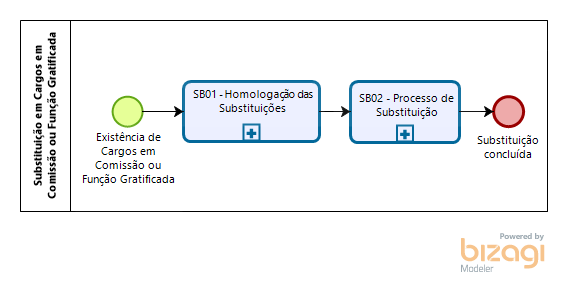 Substituição em Cargos em
Comissão ou Função Gratificada
Existência de
Cargos em
Comissão ou
Função Gratificada
SB01 - Homologação das
Substituições
SB02 - Processo de
Substituição
Substituição
concluída
Powered by
bizagi
Modeler